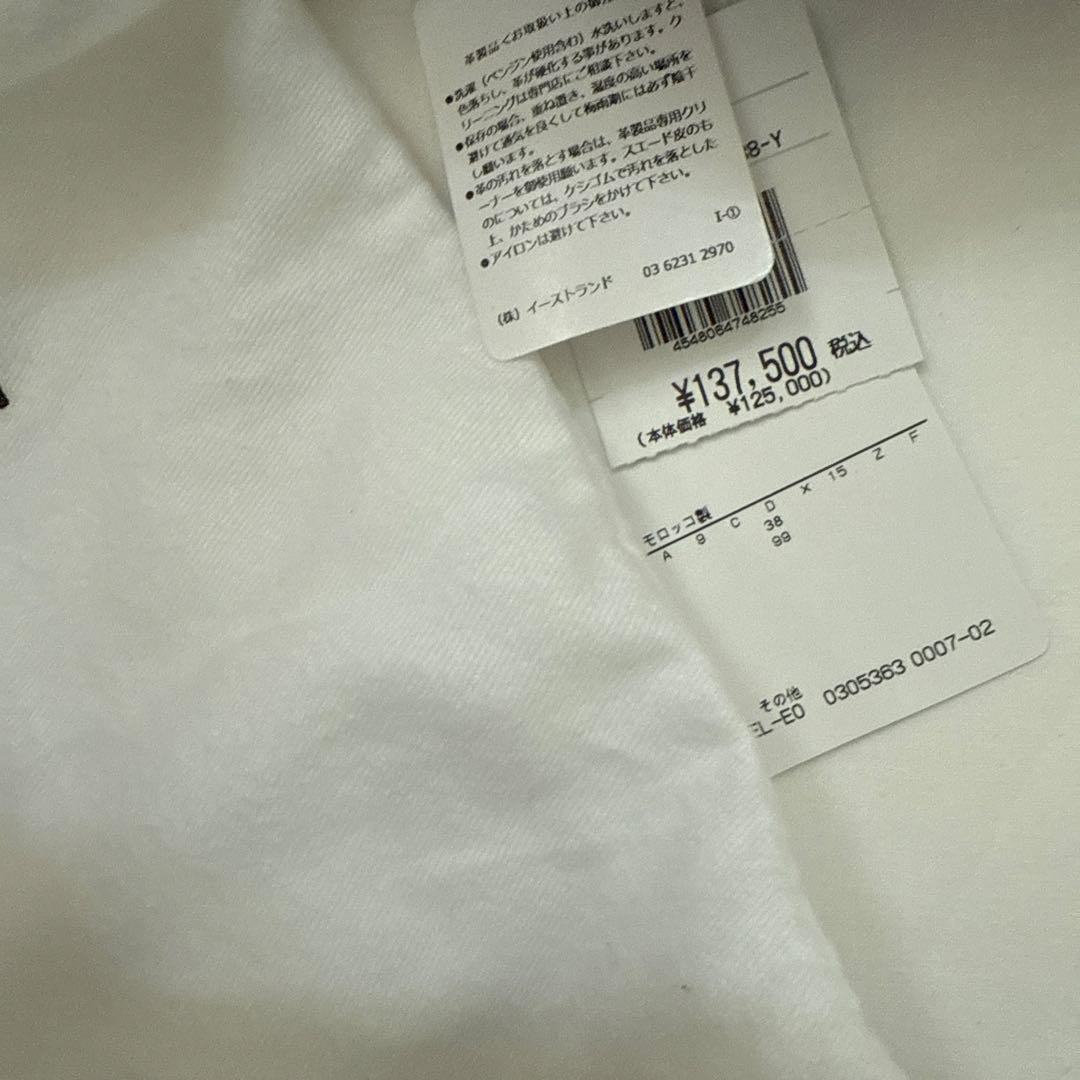 革製品<お取扱い上の御
●洗濯（ベンジン使用含む）水洗いしますと、
色落ちし、革が硬化する事があります。ク
リーニングは専門店にご相談下さい。
●保存の場合、重ね置き、湿度の高い場所を
避けて通気を良くして梅雨期には必ず陰干
し願います。
●革の汚れを落とす場合は、革製品専用クリ
ーナーを御使用願います。スエード皮のも
のについては、ケシゴムで汚れを落とした
上、かためのブラシをかけて下さい。
●アイロンは避けて下さい。
I-①
(株) イーストランド 03 6231 2970
8-Y
4548064748255
¥137,500 税込
(本体価格 ¥125,000)
モロッコ製
A 9 C D X 15 Z F
38
99
その他
EL-E0 0305363 0007-02